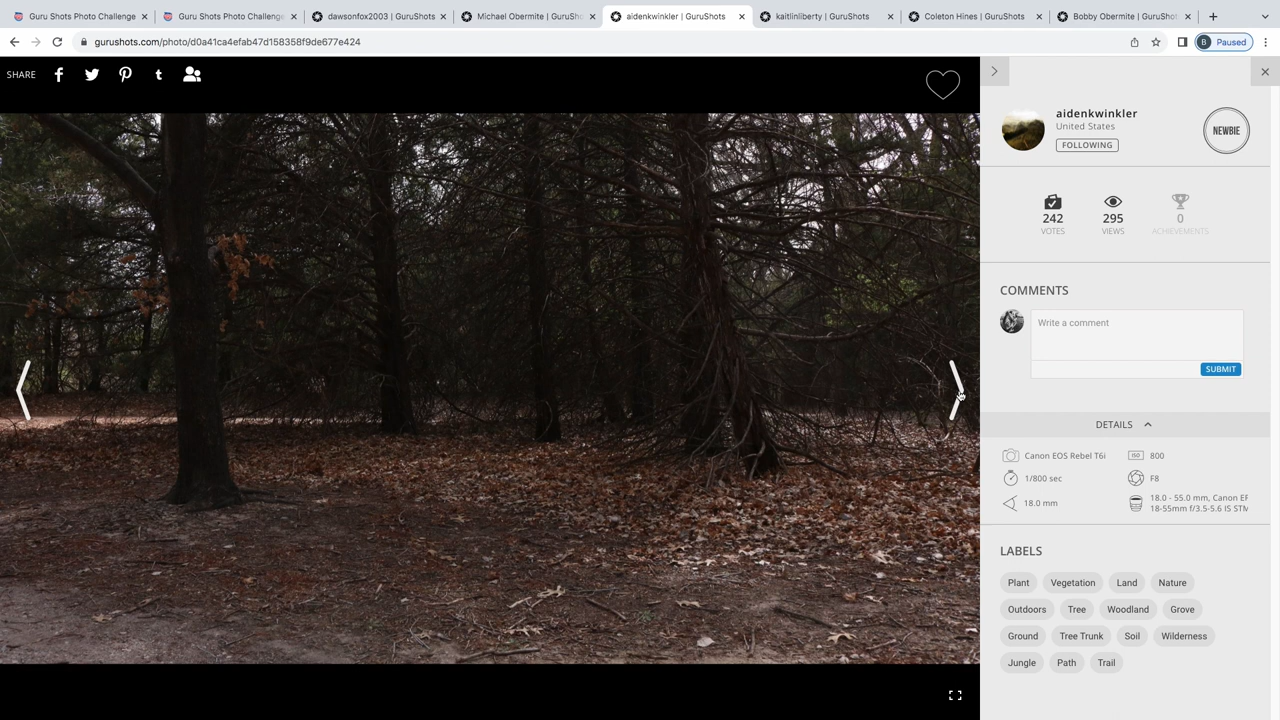 Guru Shots Photo Challenge
Guru Shots Photo Challenge
dawsonfox2003 | GuruShots
Michael Obermite | GuruSh
aidenkwinkler | GuruShots
kaitlinliberty | GuruShots
Coleton Hines | GuruShots
Bobby Obermite | GuruShot
gurushots.com/photo/d0a41ca4efab47d158358f9de677e424
B Paused
SHARE
aidenkwinkler
United States
FOLLOWING
NEWBIE
242
295
0
VOTES
VIEWS
ACHIEVEMENTS
COMMENTS
Write a comment
SUBMIT
DETAILS
Canon EOS Rebel T6i
ISO 800
1/800 sec
F8
18.0 mm
18.0 - 55.0 mm, Canon EF
18-55mm f/3.5-5.6 IS STM
LABELS
Plant Vegetation Land Nature
Outdoors Tree Woodland Grove
Ground Tree Trunk Soil Wilderness
Jungle Path Trail